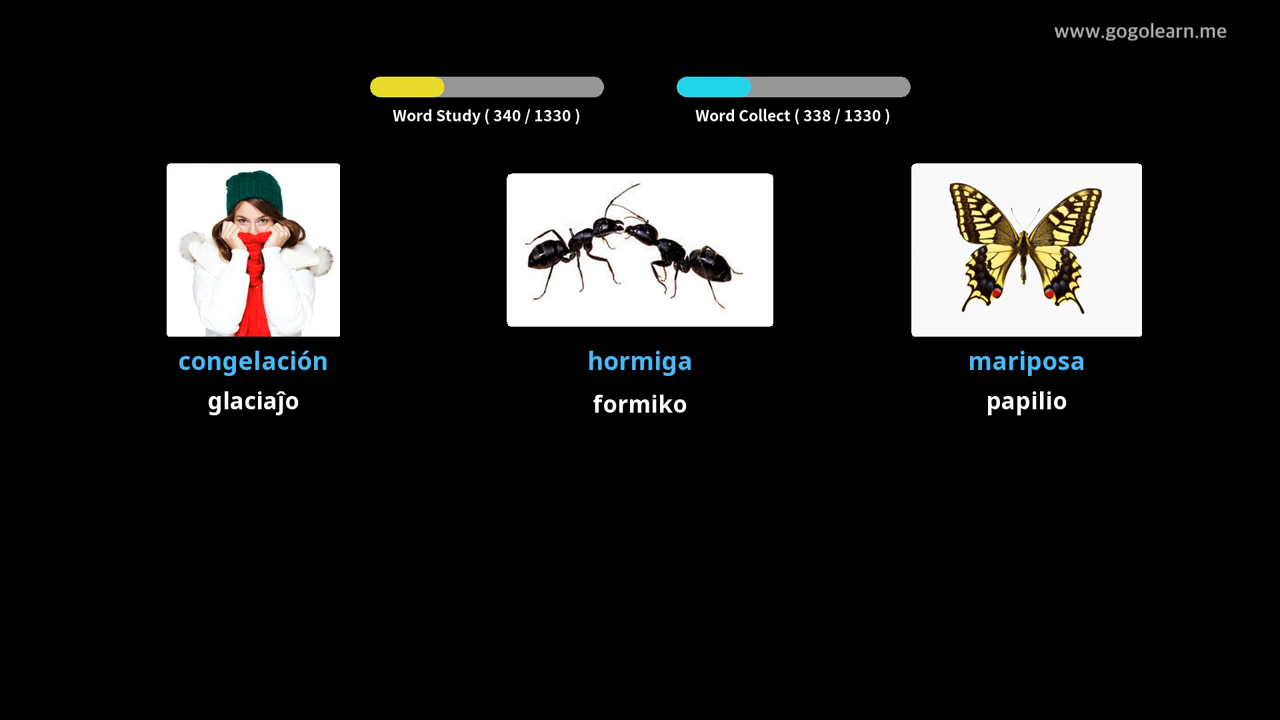 www.gogolearn.me
Word Study ( 340 / 1330 )
Word Collect ( 338 / 1330 )
congelación
hormiga
mariposa
glaciaĵo
formiko
papilio